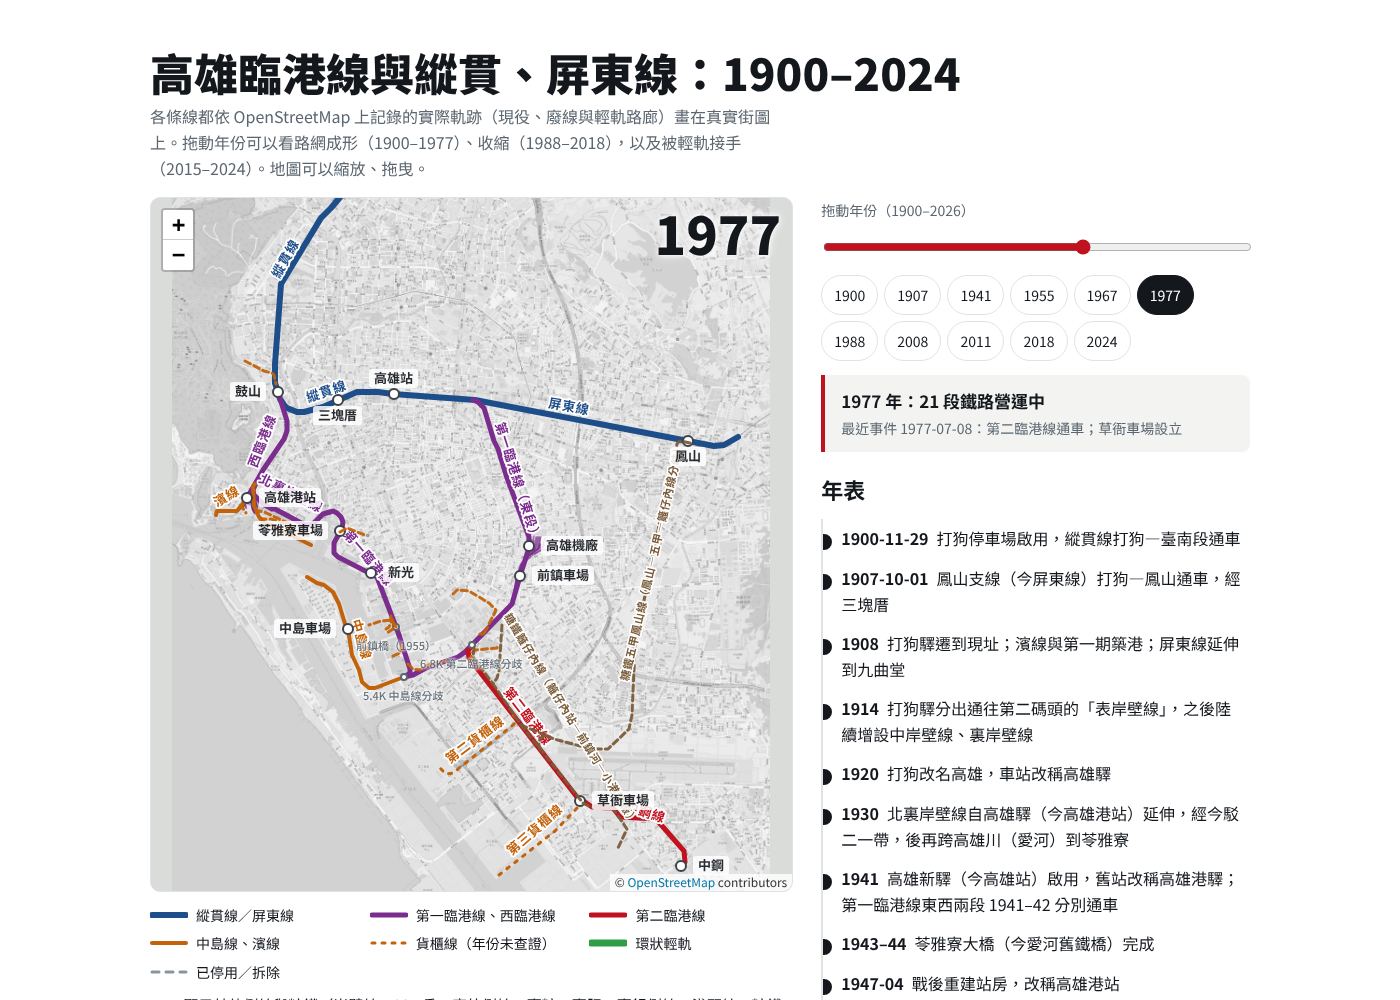 高雄臨港線與縱貫、屏東線：1900–2024
各條線都依 OpenStreetMap 上記錄的實際軌跡（現役、廢線與輕軌路廊）畫在真實街圖
上。拖動年份可以看路網成形（1900–1977）、收縮（1988–2018），以及被輕軌接手
（2015–2024）。地圖可以縮放、拖曳。
+
−
1977
縱貫線
高雄站
鼓山
縱貫線
三塊厝
屏東線
鳳山
西臨港線
第一臨港線（東段）
濱線
高雄港站
苓雅寮車場
高雄機廠
新光
前鎮車場
中島車場
前鎮橋（1955）
6.8K 第二臨港線分歧
5.4K 中島線分歧
第二臨港線
第二貨櫃線
草衙車場
第三貨櫃線
中鋼
© OpenStreetMap contributors
縱貫線／屏東線
第一臨港線、西臨港線
第二臨港線
中島線、濱線
貨櫃線（年份未查證）
環狀輕軌
已停用／拆除
拖動年份（1900–2026）
1900
1907
1941
1955
1967
1977
1988
2008
2011
2018
2024
1977 年：21 段鐵路營運中
最近事件 1977-07-08：第二臨港線通車；草衙車場設立
年表
1900-11-29 打狗停車場啟用，縱貫線打狗—臺南段通車
1907-10-01 鳳山支線（今屏東線）打狗—鳳山通車，經
三塊厝
1908 打狗驛遷到現址；濱線與第一期築港；屏東線延伸
到九曲堂
1914 打狗驛分出通往第二碼頭的「表岸壁線」，之後陸
續增設中岸壁線、裏岸壁線
1920 打狗改名高雄，車站改稱高雄驛
1930 北裏岸壁線自高雄驛（今高雄港站）延伸，經今駁
二一帶，後再跨高雄川（愛河）到苓雅寮
1941 高雄新驛（今高雄站）啟用，舊站改稱高雄港驛；
第一臨港線東西兩段 1941–42 分別通車
1943–44 苓雅寮大橋（今愛河舊鐵橋）完成
1947-04 戰後重建站房，改稱高雄港站